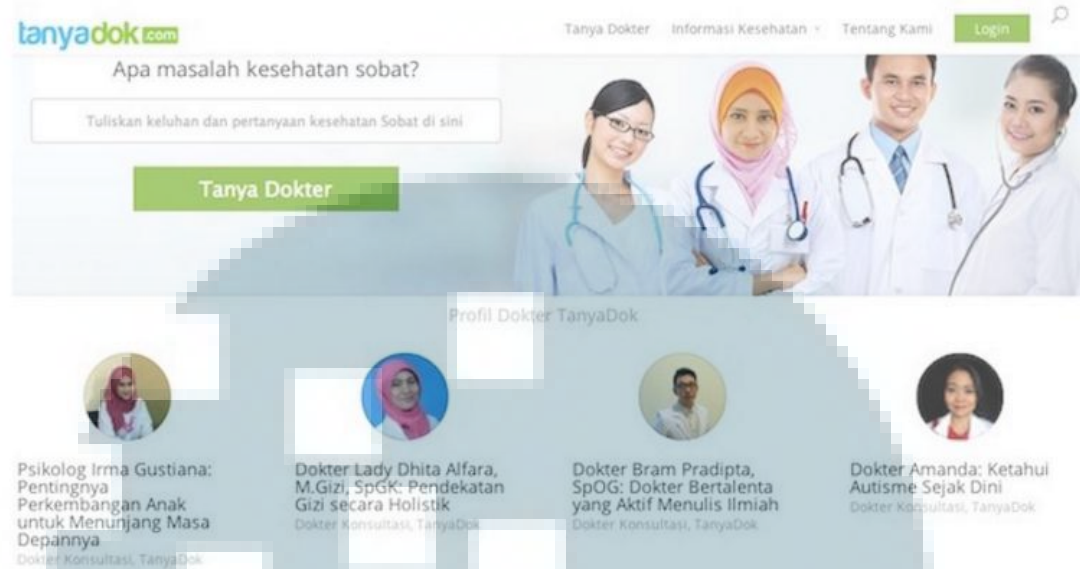 tanyadok.com
Tanya Dokter Informasi Kesehatan Tentang Kami Login
Apa masalah kesehatan sobat?
Tuliskan keluhan dan pertanyaan kesehatan Sobat di sini
Tanya Dokter
Profil Dokter TanyaDok
Psikolog Irma Gustiana:
Pentingnya
Perkembangan Anak
untuk Menunjang Masa
Depannya
Dokter Konsultasi, TanyaDok
Dokter Lady Dhita Alfara,
M.Gizi, SpGK: Pendekatan
Gizi secara Holistik
Dokter Konsultasi, TanyaDok
Dokter Bram Pradipta,
SpOG: Dokter Bertalenta
yang Aktif Menulis Ilmiah
Dokter Konsultasi, TanyaDok
Dokter Amanda: Ketahui
Autisme Sejak Dini
Dokter Konsultasi, TanyaDok